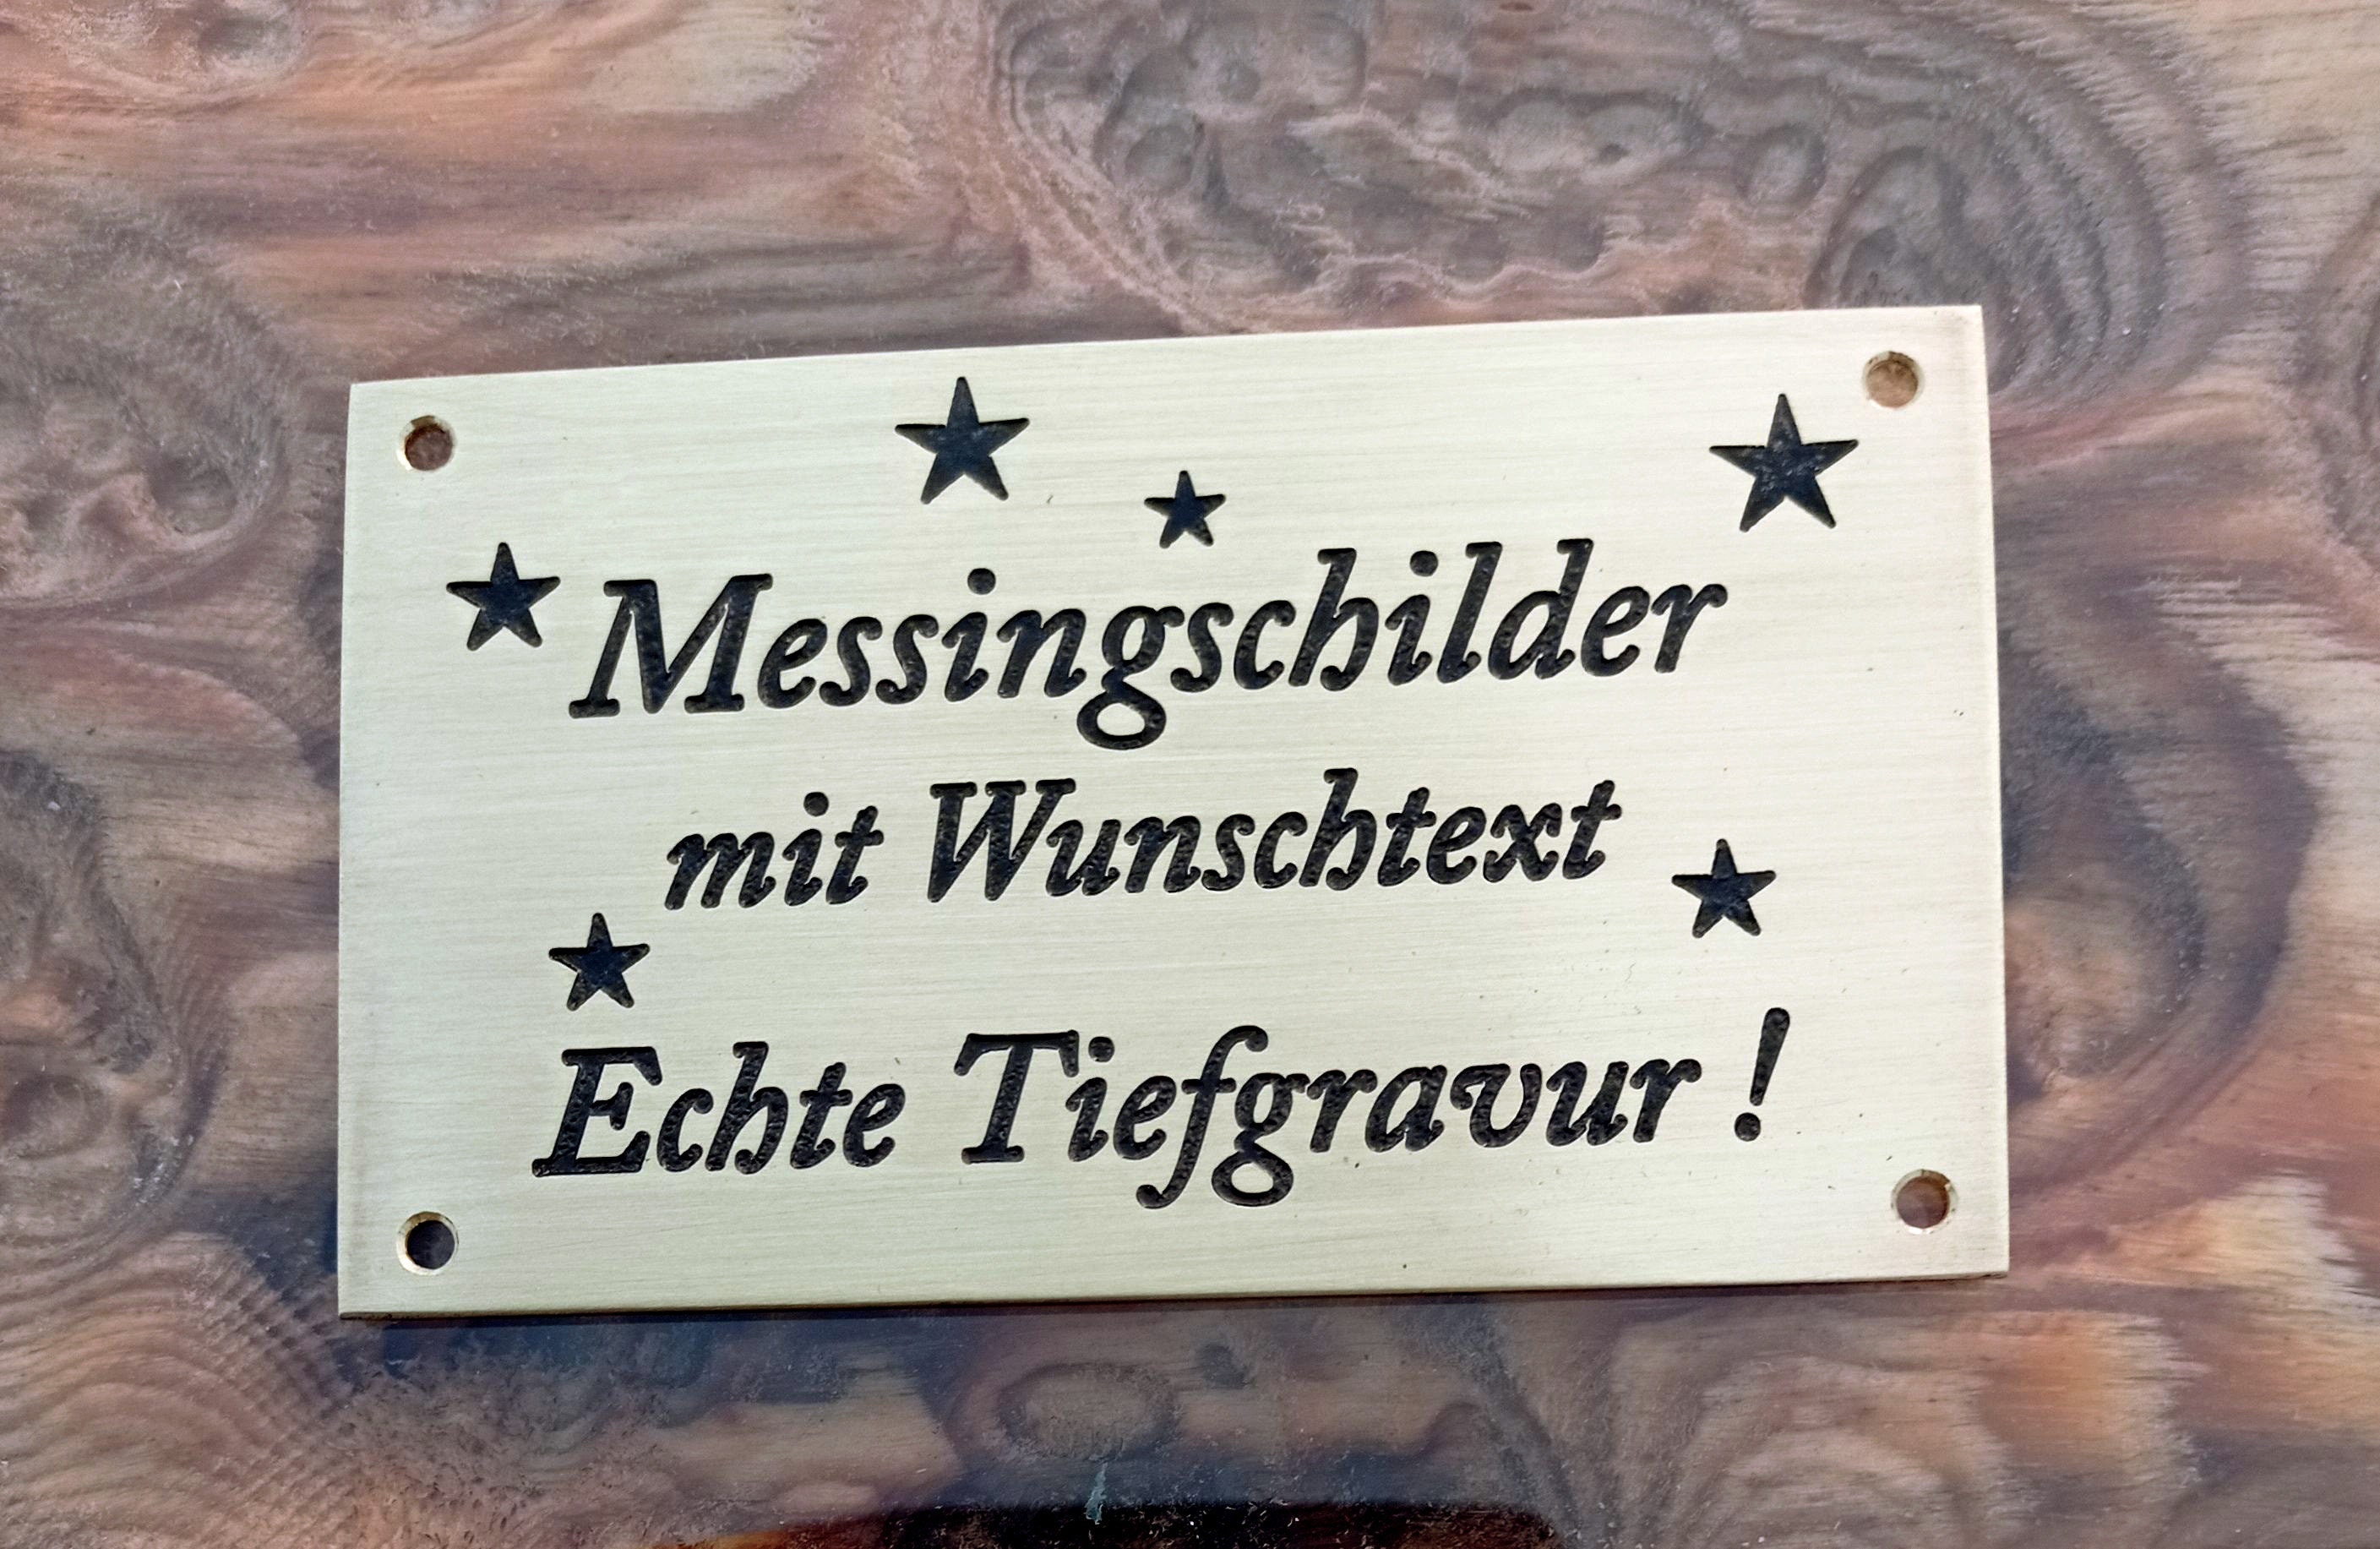 Messingschilder
mit Wunschtext
Echte Tiefgravur !